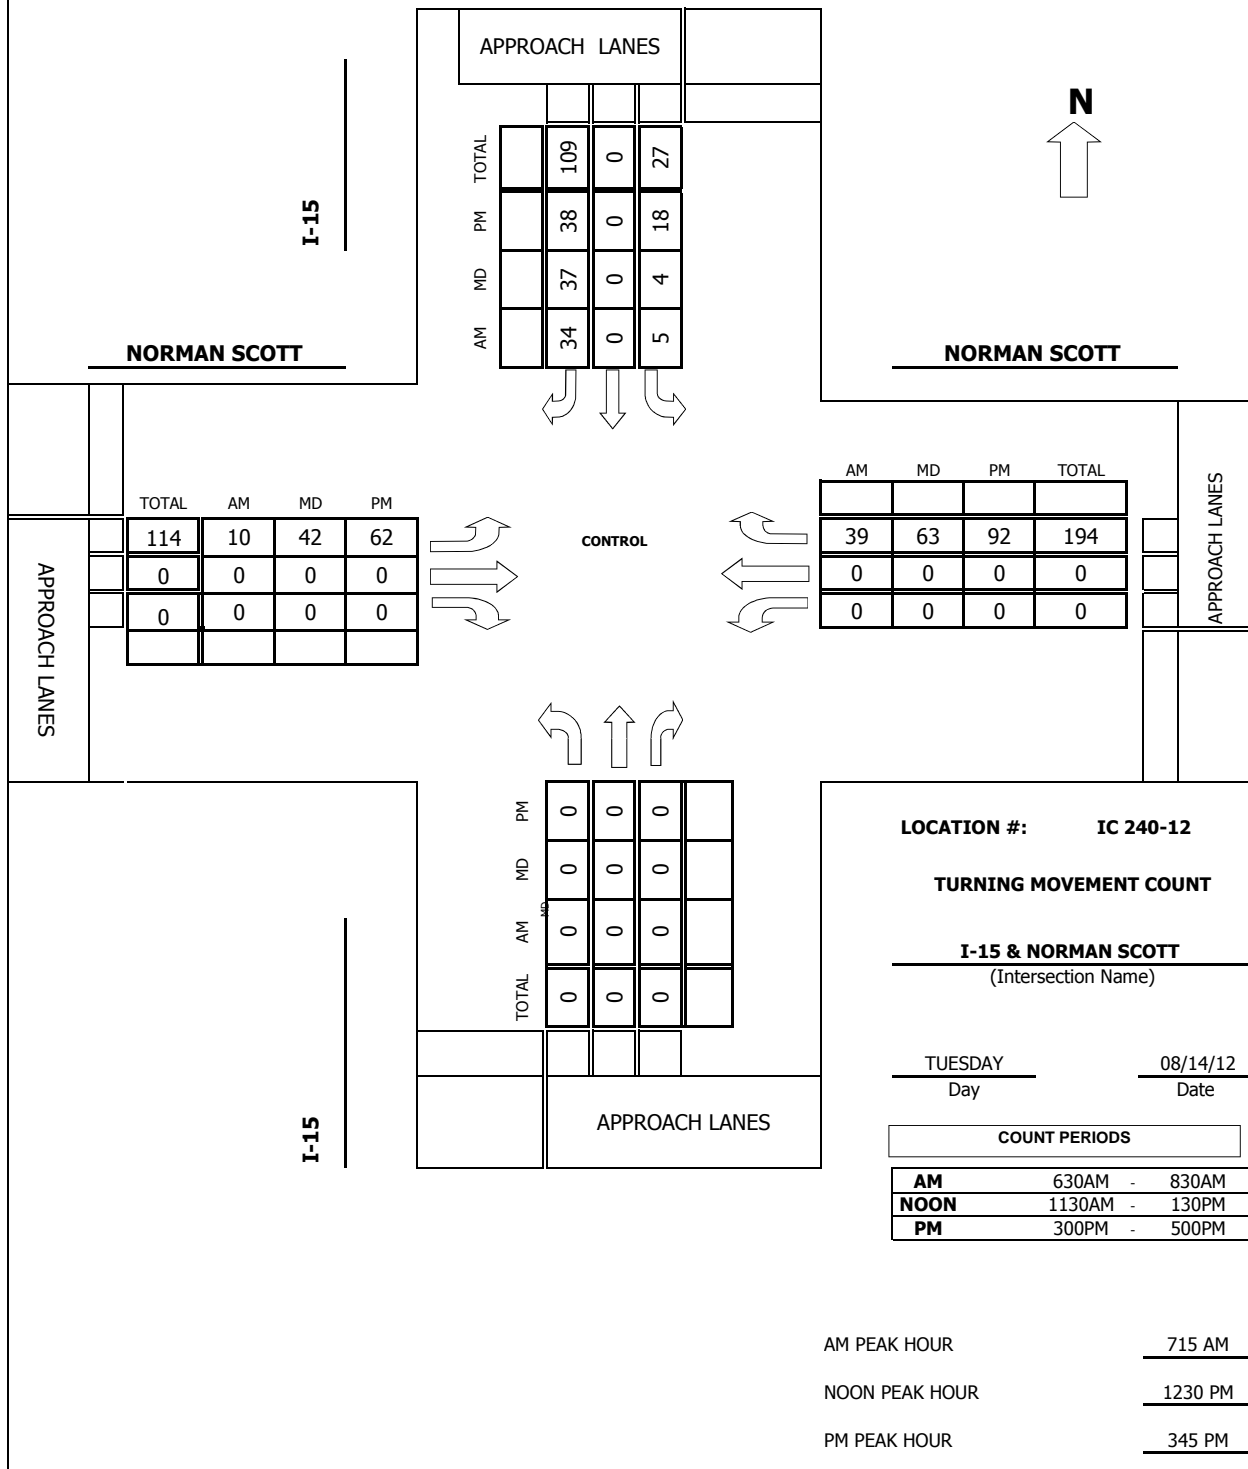 APPROACH LANES
N
I-15
TOTAL 109 0 27
PM 38 0 18
MD 37 0 4
AM 34 0 5
NORMAN SCOTT
NORMAN SCOTT
AM MD PM TOTAL
39 63 92 194
0 0 0 0
0 0 0 0
APPROACH LANES
TOTAL AM MD PM
114 10 42 62
0 0 0 0
0 0 0 0
APPROACH LANES
CONTROL
PM 0 0 0
MD 0 0 0
MD
AM 0 0 0
TOTAL 0 0 0
APPROACH LANES
I-15
LOCATION #: IC 240-12
TURNING MOVEMENT COUNT
I-15 & NORMAN SCOTT
(Intersection Name)
TUESDAY 08/14/12
Day Date
COUNT PERIODS
AM 630AM - 830AM
NOON 1130AM - 130PM
PM 300PM - 500PM
AM PEAK HOUR 715 AM
NOON PEAK HOUR 1230 PM
PM PEAK HOUR 345 PM